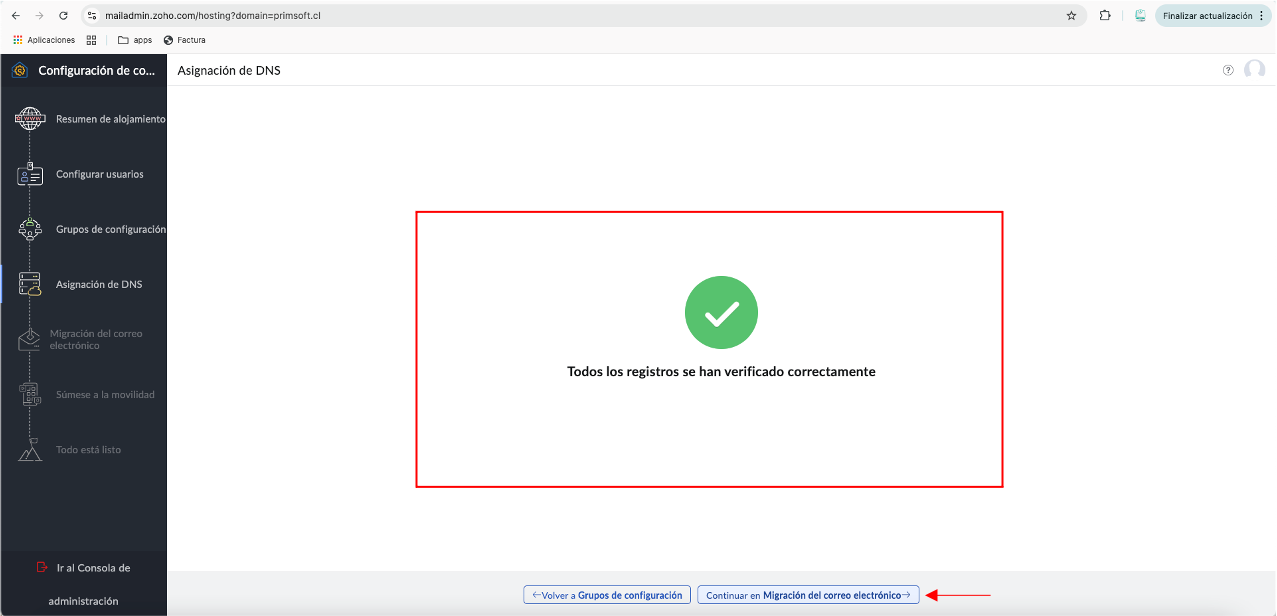 mailadmin.zoho.com/hosting?domain=primsoft.cl
Finalizar actualización
Aplicaciones
apps
Factura
Configuración de co...
Asignación de DNS
WWW
Resumen de alojamiento
Configurar usuarios
Grupos de configuración
Asignación de DNS
Migración del correo
electrónico
Súmese a la movilidad
Todo está listo
Todos los registros se han verificado correctamente
Ir al Consola de
administración
←Volver a Grupos de configuración
Continuar en Migración del correo electrónico→